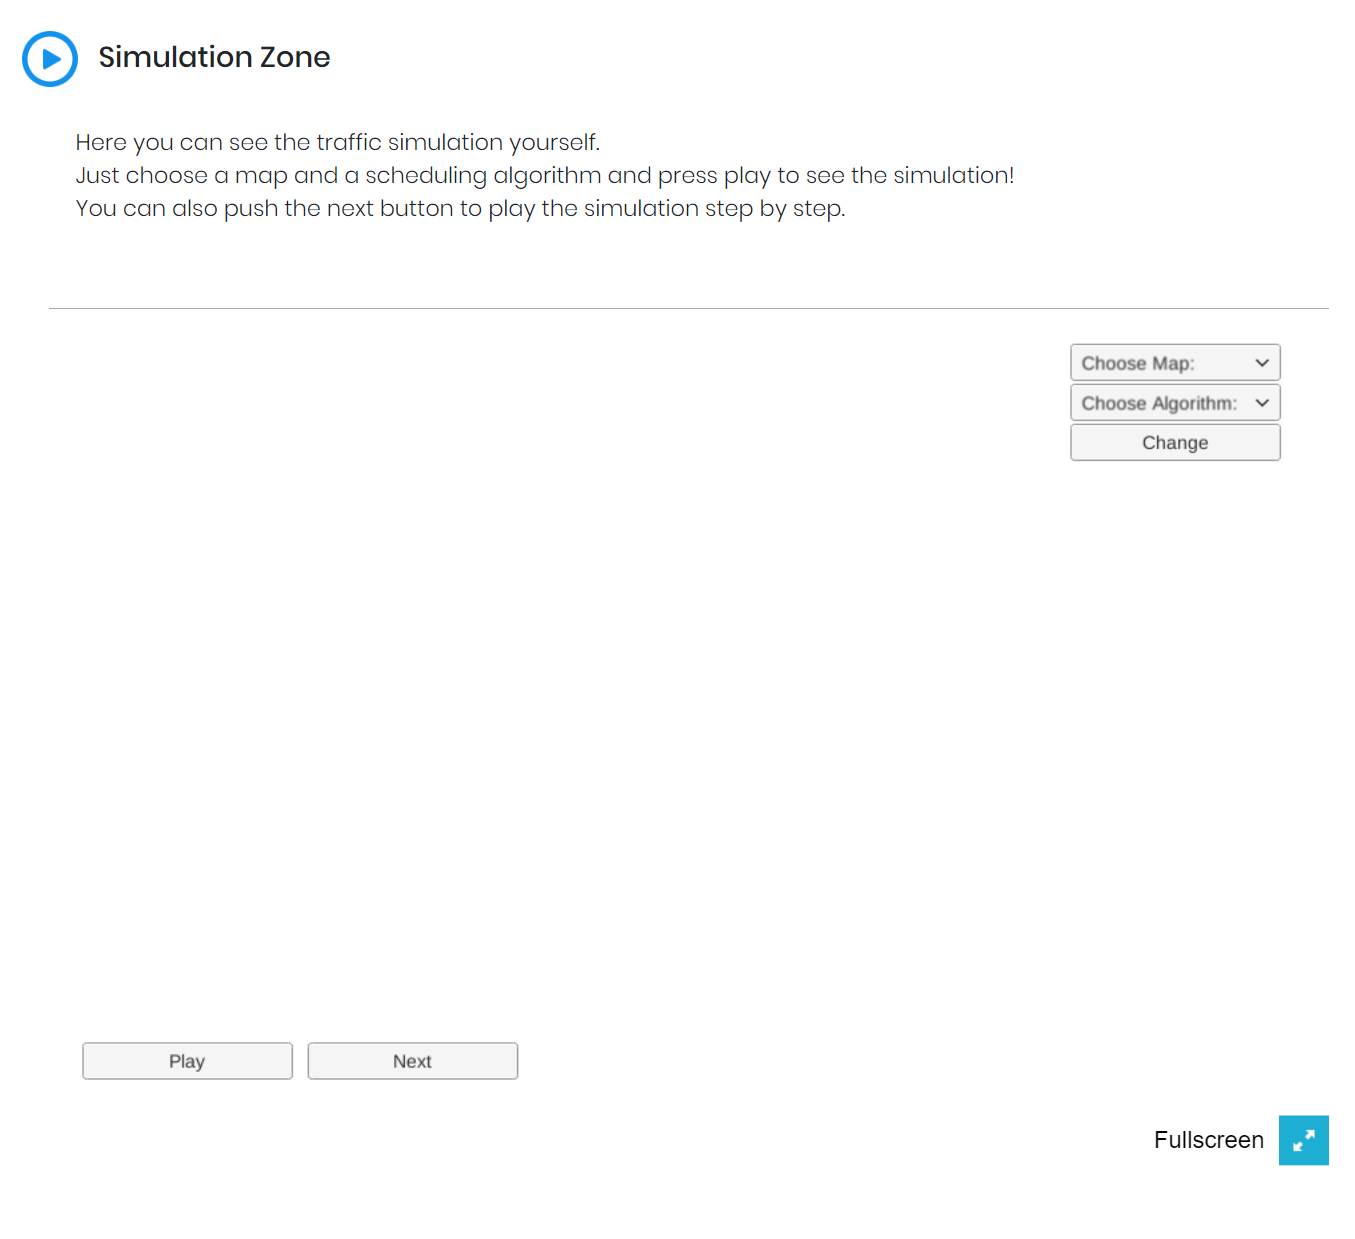 Simulation Zone
Here you can see the traffic simulation yourself.
Just choose a map and a scheduling algorithm and press play to see the simulation!
You can also push the next button to play the simulation step by step.
Choose Map:
Choose Algorithm:
Change
Play
Next
Fullscreen